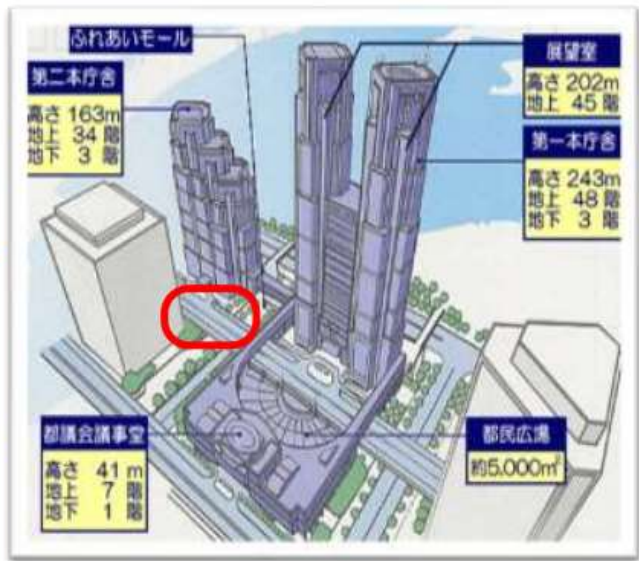 ふれあいモール
第二本庁舎
高さ 163m
地上 34 階
地下 3 階
展望室
高さ 202m
地上 45 階
第一本庁舎
高さ 243m
地上 48 階
地下 3 階
都議会議事堂
高さ 41 m
地上 7 階
地下 1 階
都民広場
約5.000㎡